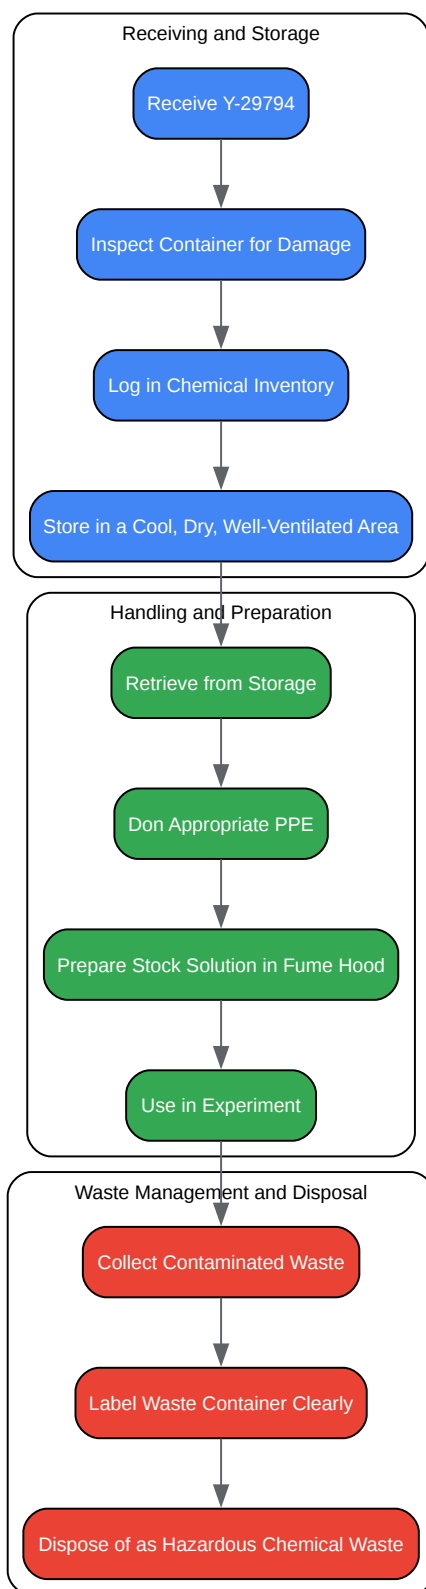 Receiving and Storage
Receive Y-29794
Inspect Container for Damage
Log in Chemical Inventory
Store in a Cool, Dry, Well-Ventilated Area
Handling and Preparation
Retrieve from Storage
Don Appropriate PPE
Prepare Stock Solution in Fume Hood
Use in Experiment
Waste Management and Disposal
Collect Contaminated Waste
Label Waste Container Clearly
Dispose of as Hazardous Chemical Waste